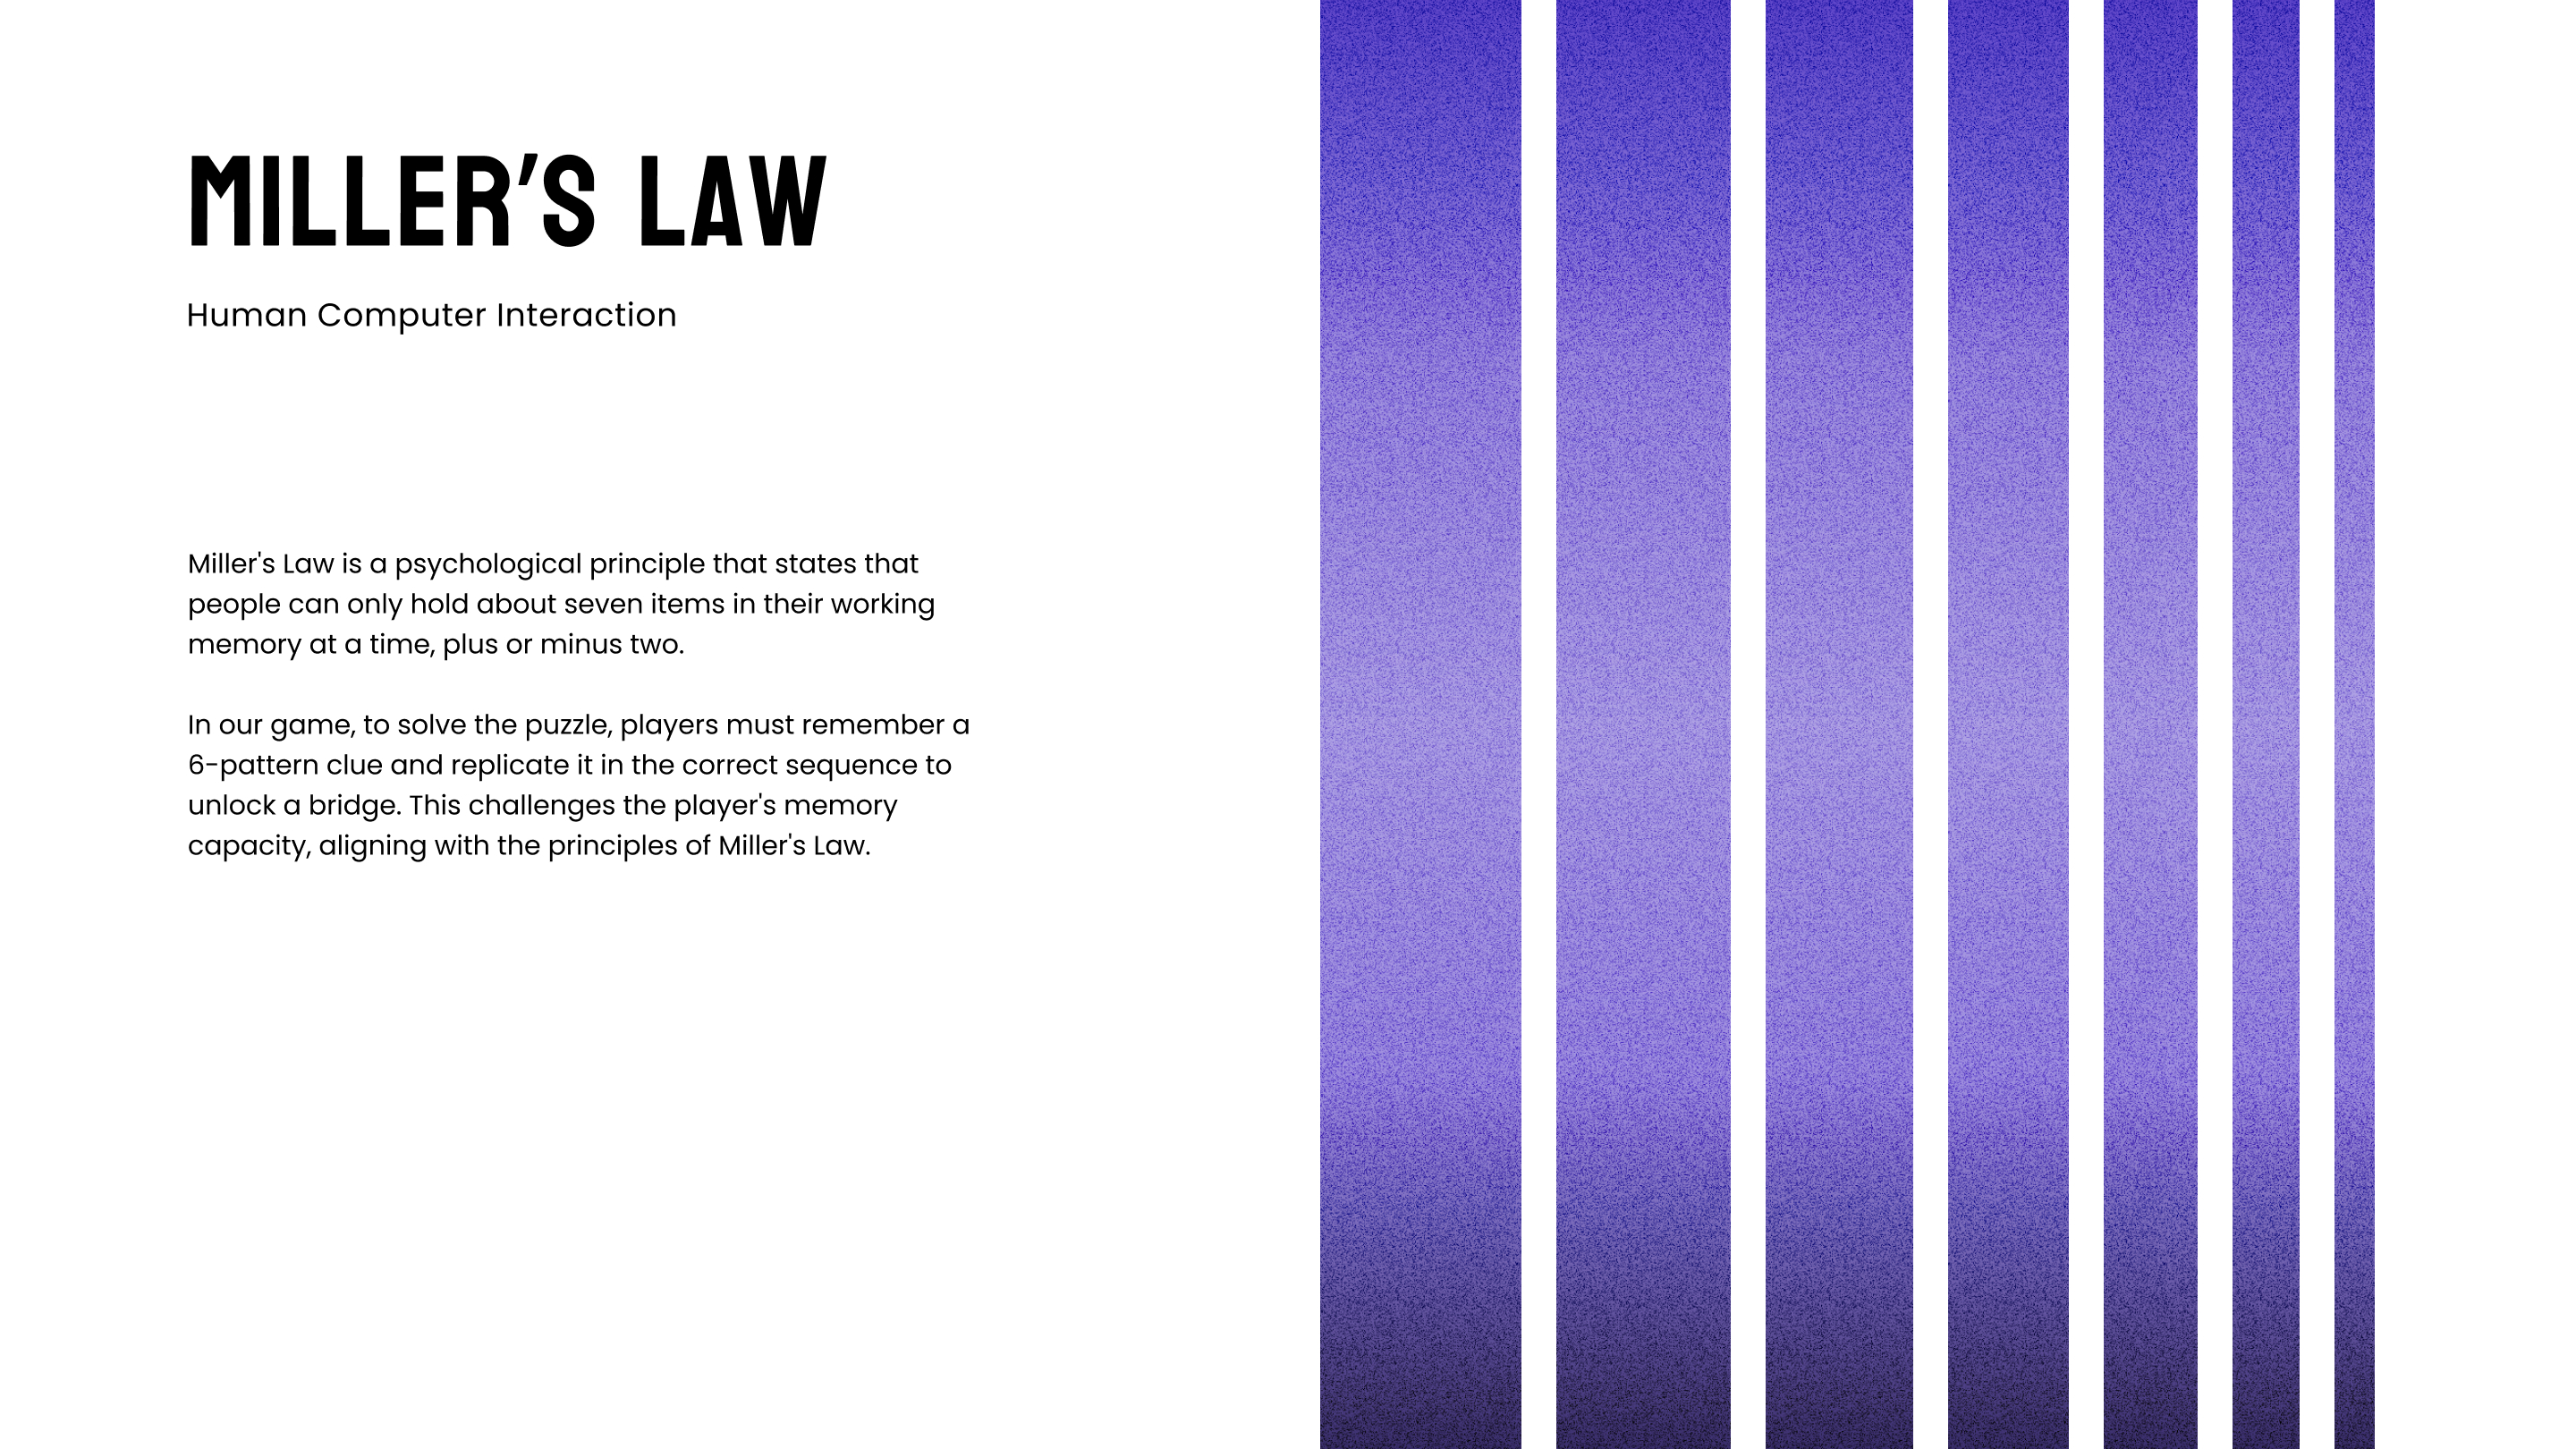 MILLER’S LAW
Human Computer Interaction
Miller's Law is a psychological principle that states that
people can only hold about seven items in their working
memory at a time, plus or minus two.
In our game, to solve the puzzle, players must remember a
6-pattern clue and replicate it in the correct sequence to
unlock a bridge. This challenges the player's memory
capacity, aligning with the principles of Miller's Law.